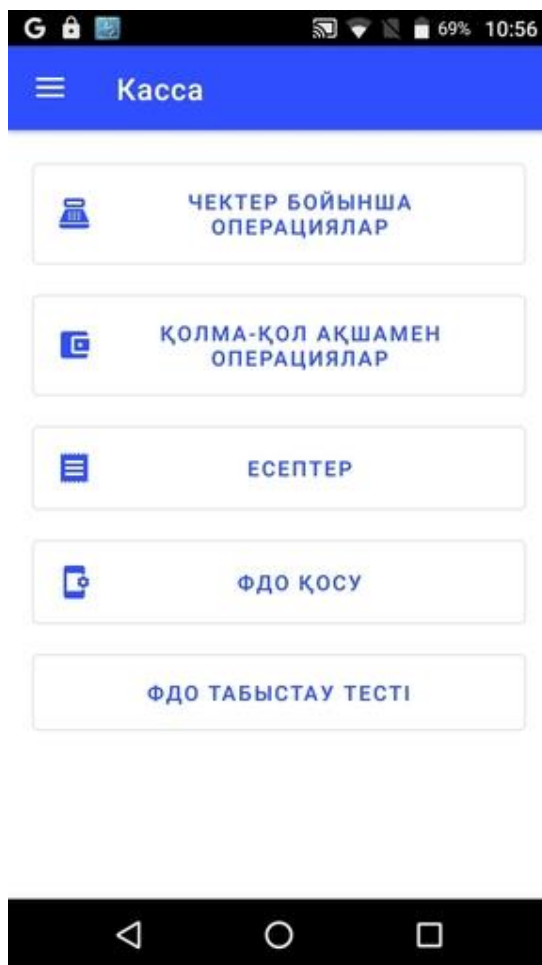 G 69% 10:56
Касса
ЧЕКТЕР БОЙЫНША
ОПЕРАЦИЯЛАР
ҚОЛМА-ҚОЛ АҚШАМЕН
ОПЕРАЦИЯЛАР
ЕСЕПТЕР
ФДО ҚОСУ
ФДО ТАБЫСТАУ ТЕСТІ